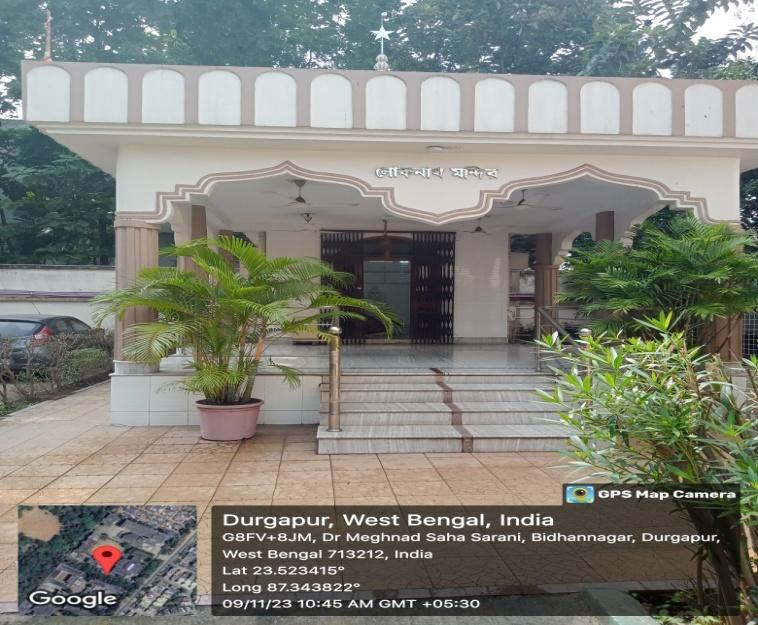 লোকনাথ মন্দির
GPS Map Camera
Durgapur, West Bengal, India
G8FV+8JM, Dr Meghnad Saha Sarani, Bidhannagar, Durgapur,
West Bengal 713212, India
Lat 23.523415°
Long 87.343822°
09/11/23 10:45 AM GMT +05:30
Google